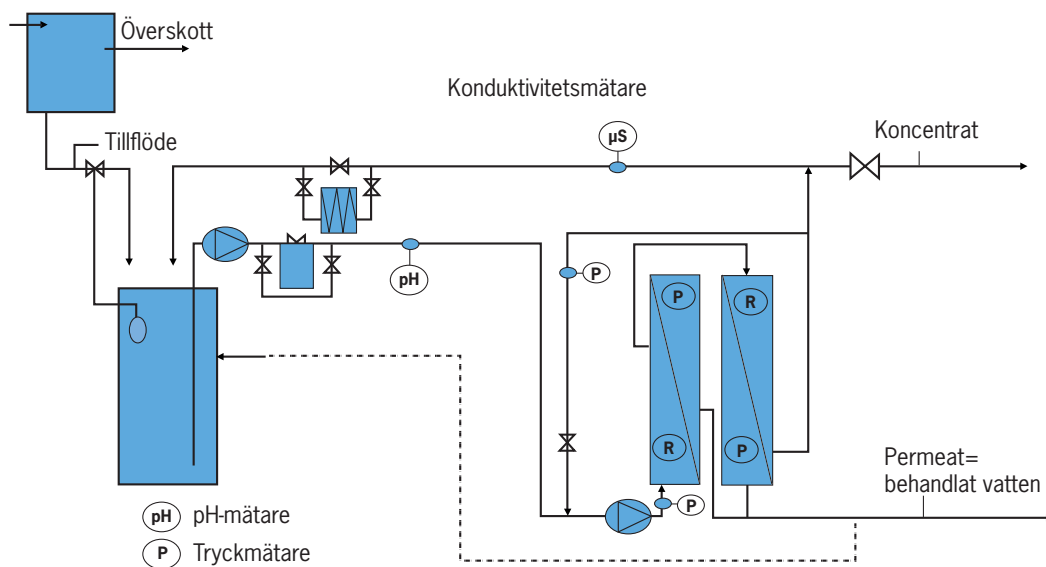 Överskott
Konduktivitetsmätare
Tillflöde
µS
Koncentrat
pH
P
P
R
R
P
P
Permeat=
behandlat vatten
pH pH-mätare
P Tryckmätare